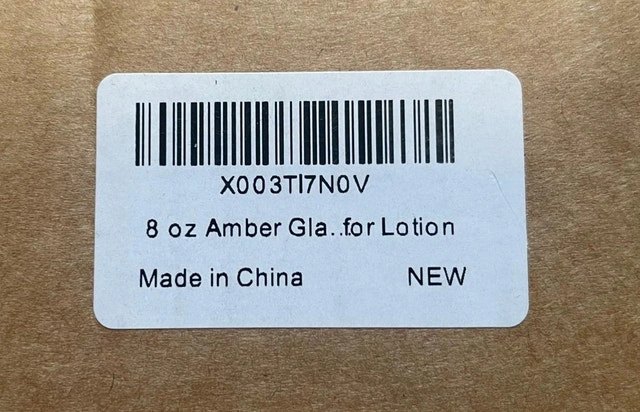 X003TI7N0V
8 oz Amber Gla...for Lotion
Made in China
NEW